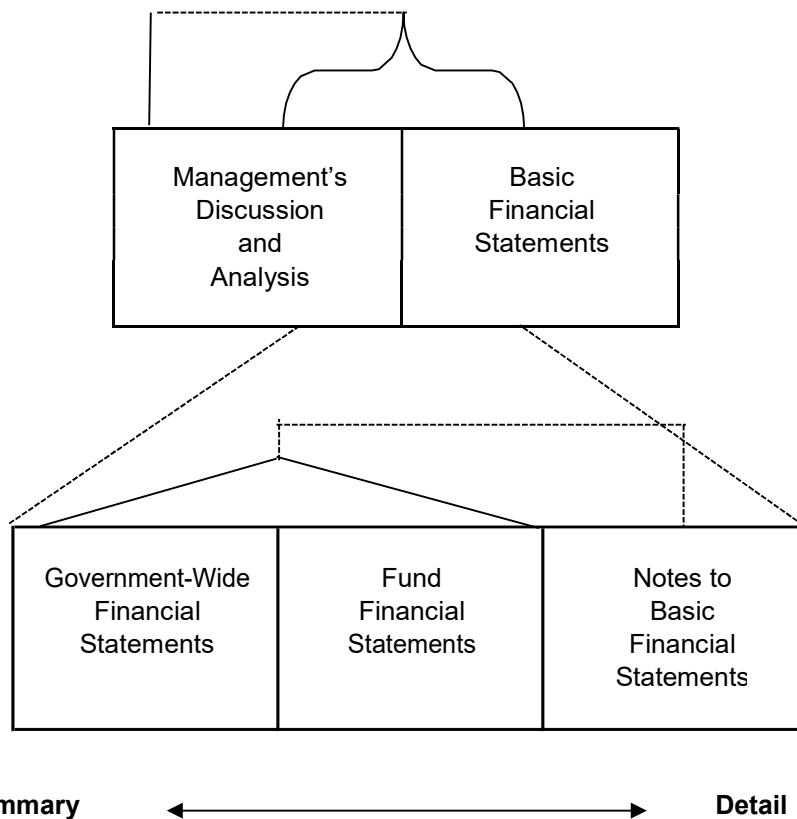 Management’s
Discussion
and
Analysis
Basic
Financial
Statements
Government-Wide
Financial
Statements
Fund
Financial
Statements
Notes to
Basic
Financial
Statements
mmary
Detail